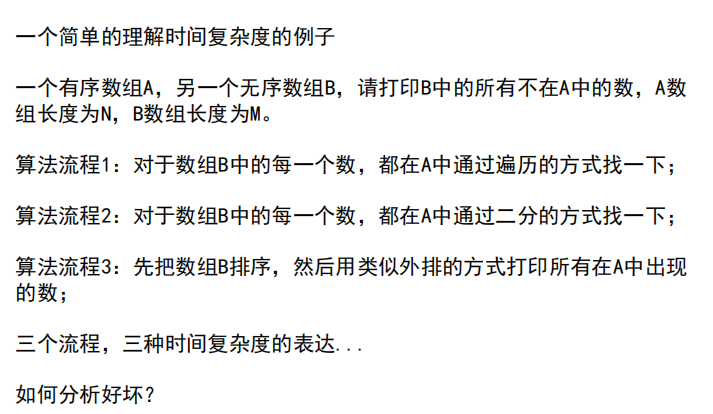 一个简单的理解时间复杂度的例子
一个有序数组A，另一个无序数组B，请打印B中的所有不在A中的数，A数
组长度为N，B数组长度为M。
算法流程1：对于数组B中的每一个数，都在A中通过遍历的方式找一下；
算法流程2：对于数组B中的每一个数，都在A中通过二分的方式找一下；
算法流程3：先把数组B排序，然后用类似外排的方式打印所有在A中出现
的数；
三个流程，三种时间复杂度的表达...
如何分析好坏？